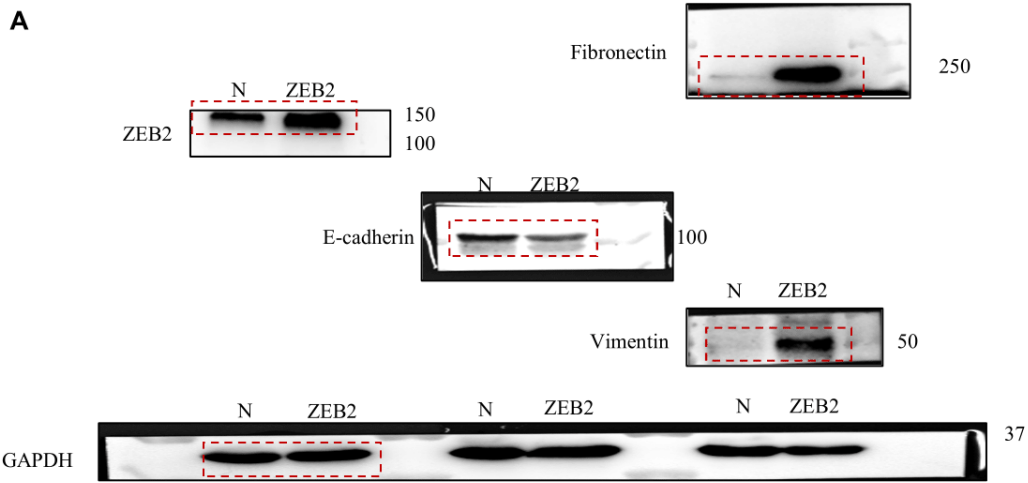 A
Fibronectin
250
N ZEB2
ZEB2
150
100
N ZEB2
E-cadherin
100
N ZEB2
Vimentin
50
N ZEB2 N ZEB2 N ZEB2
37
GAPDH